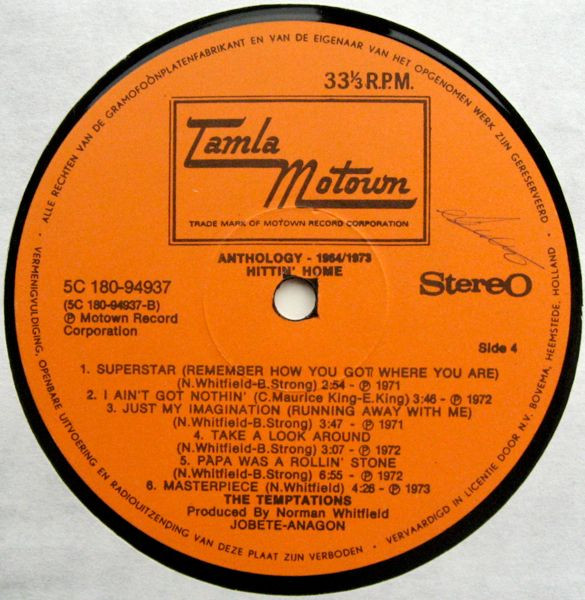 ALLE RECHTEN VAN DE GRAMOFOÔNPLATENFABRIKANT EN VAN DE EIGENAAR VAN HET OPGENOMEN WERK ZIJN GERESERVEERD
33⅓ R.P.M.
Tamla
Motown
TRADE MARK OF MOTOWN RECORD CORPORATION
ANTHOLOGY - 1964/1973
HITTIN' HOME
5C 180-94937
(5C 180-94937-B)
℗ Motown Record
Corporation
Stereo
Side 4
1. SUPERSTAR (REMEMBER HOW YOU GOT WHERE YOU ARE)
(N.Whitfield-B.Strong) 2:54 - ℗ 1971
2. I AIN'T GOT NOTHIN' (C.Maurice King-E.King) 3:46 - ℗ 1972
3. JUST MY IMAGINATION (RUNNING AWAY WITH ME)
(N.Whitfield-B.Strong) 3:47 - ℗ 1971
4. TAKE A LOOK AROUND
(N.Whitfield-B.Strong) 3:07 - ℗ 1972
5. PAPA WAS A ROLLIN' STONE
(N.Whitfield-B.Strong) 6:55 - ℗ 1972
6. MASTERPIECE (N.Whitfield) 4:26 - ℗ 1973
THE TEMPTATIONS
Produced By Norman Whitfield
JOBETE-ANAGON
VERMENIGVULDIGING, OPENBARE UITVOERING EN RADIOUITZENDING VAN DEZE PLAAT ZIJN VERBODEN - VERVAARDIGD IN LICENTIE DOOR N.V. BOVEMA, HEEMSTEDE, HOLLAND